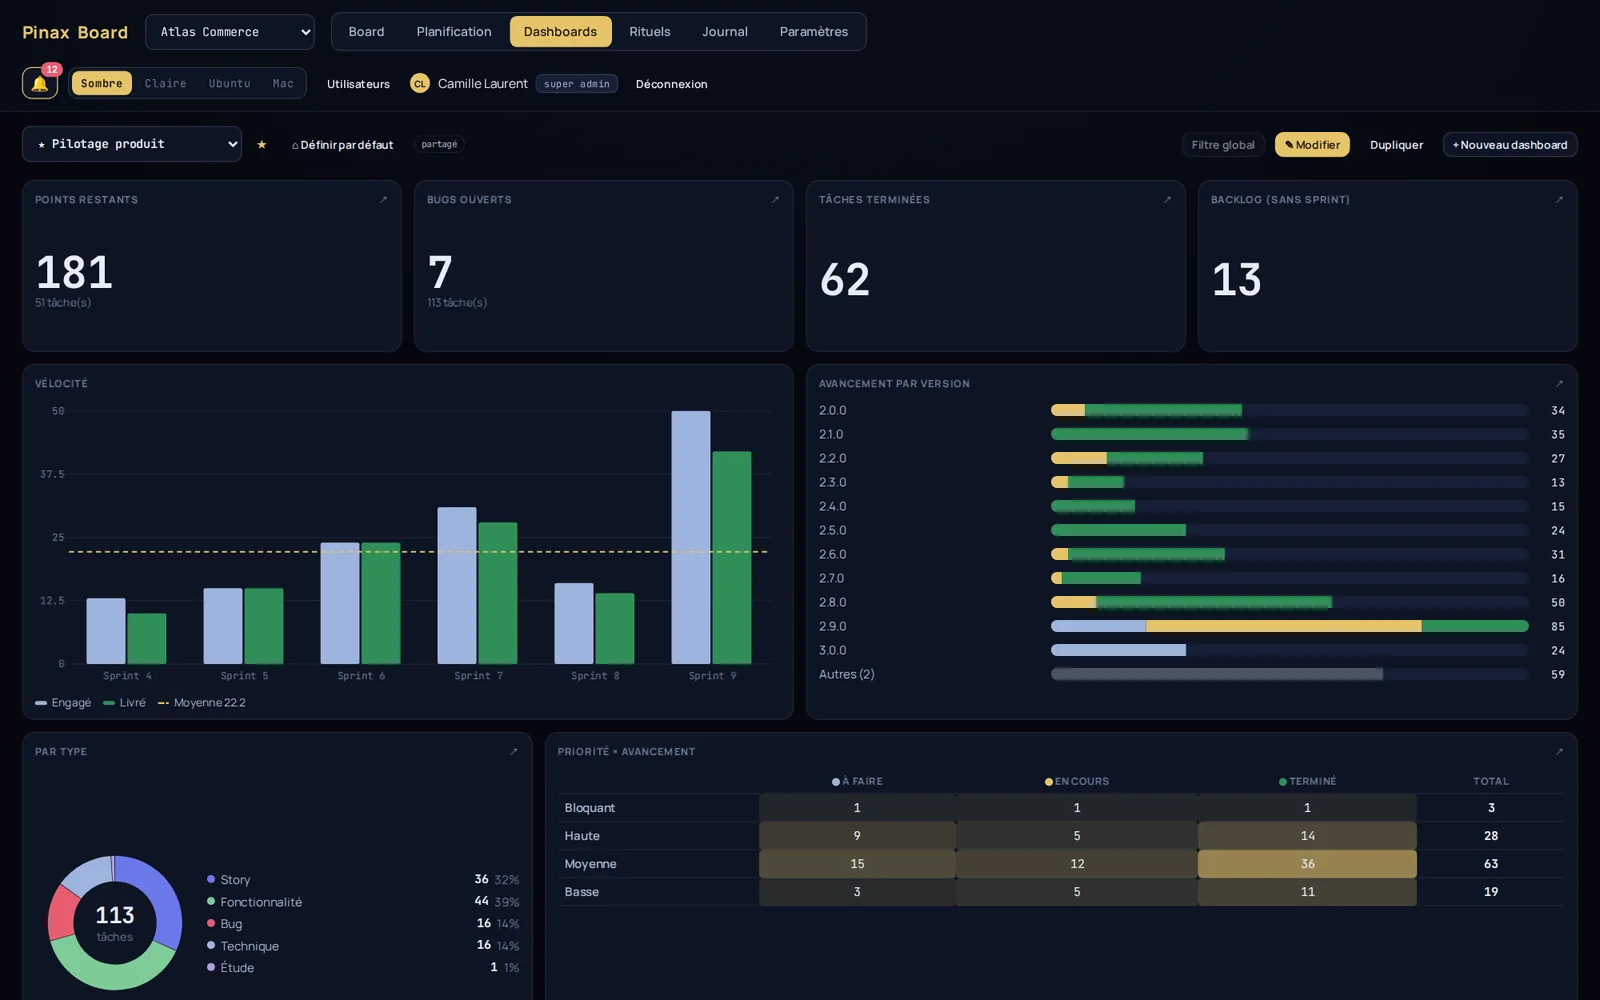 Pinax Board
Atlas Commerce
Board Planification Dashboards Rituels Journal Paramètres
12
Sombre Claire Ubuntu Mac
Utilisateurs CL Camille Laurent super admin Déconnexion
★ Pilotage produit
★ ⌂ Définir par défaut partagé
Filtre global ✎ Modifier Dupliquer + Nouveau dashboard
POINTS RESTANTS ↗
181
51 tâche(s)
BUGS OUVERTS ↗
7
113 tâche(s)
TÂCHES TERMINÉES ↗
62
BACKLOG (SANS SPRINT) ↗
13
VÉLOCITÉ
50
37.5
25
12.5
0
Sprint 4 Sprint 5 Sprint 6 Sprint 7 Sprint 8 Sprint 9
Engagé Livré Moyenne 22.2
AVANCEMENT PAR VERSION ↗
2.0.0 34
2.1.0 35
2.2.0 27
2.3.0 13
2.4.0 15
2.5.0 24
2.6.0 31
2.7.0 16
2.8.0 50
2.9.0 85
3.0.0 24
Autres (2) 59
PAR TYPE ↗
113
tâches
Story 36 32%
Fonctionnalité 44 39%
Bug 16 14%
Technique 16 14%
Étude 1 1%
PRIORITÉ × AVANCEMENT ↗
À FAIRE EN COURS TERMINÉ TOTAL
Bloquant 1 1 1 3
Haute 9 5 14 28
Moyenne 15 12 36 63
Basse 3 5 11 19